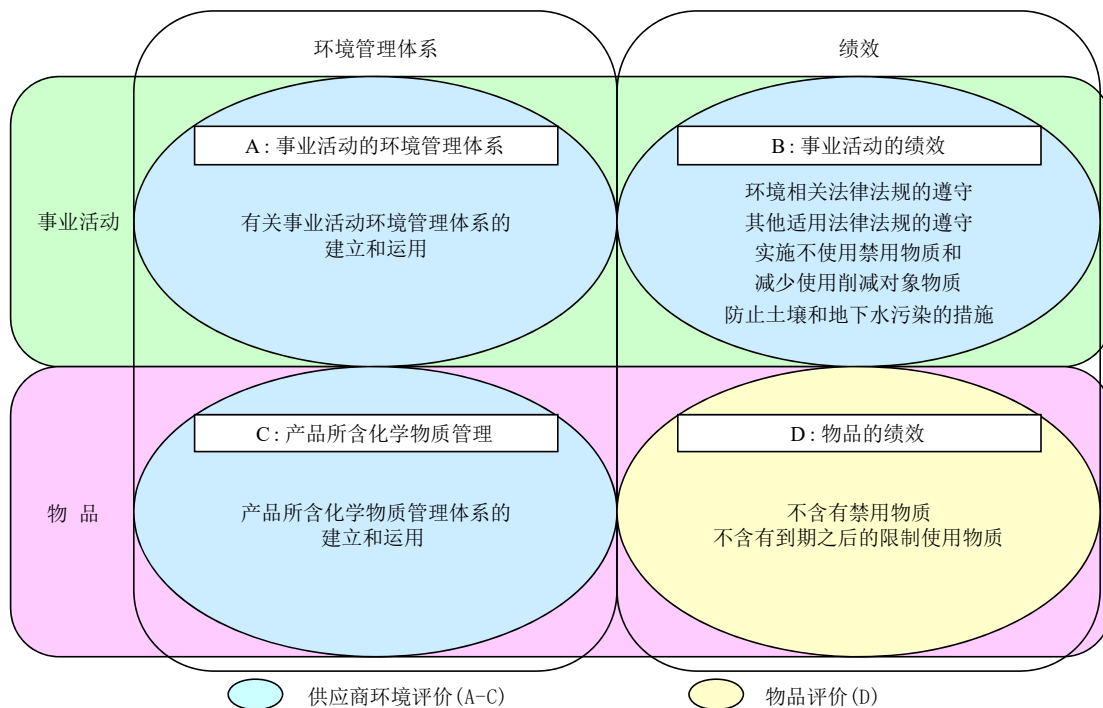 环境管理体系
绩效
事业活动
A : 事业活动的环境管理体系
有关事业活动环境管理体系的
建立和运用
B : 事业活动的绩效
环境相关法律法规的遵守
其他适用法律法规的遵守
实施不使用禁用物质和
减少使用削减对象物质
防止土壤和地下水污染的措施
物 品
C : 产品所含化学物质管理
产品所含化学物质管理体系的
建立和运用
D : 物品的绩效
不含有禁用物质
不含有到期之后的限制使用物质
供应商环境评价(A-C)
物品评价(D)